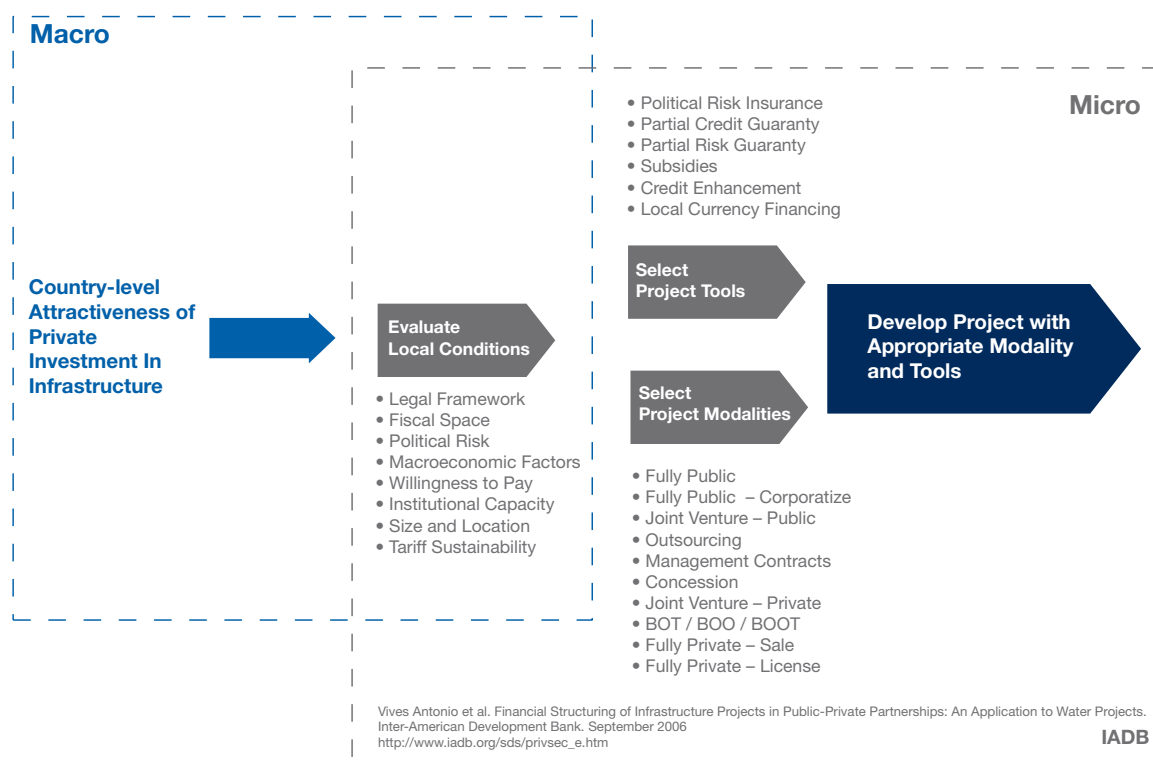 Macro
Micro
• Political Risk Insurance
• Partial Credit Guaranty
• Partial Risk Guaranty
• Subsidies
• Credit Enhancement
• Local Currency Financing
Country-level
Attractiveness of
Private
Investment In
Infrastructure
Evaluate
Local Conditions
• Legal Framework
• Fiscal Space
• Political Risk
• Macroeconomic Factors
• Willingness to Pay
• Institutional Capacity
• Size and Location
• Tariff Sustainability
Select
Project Tools
Select
Project Modalities
Develop Project with
Appropriate Modality
and Tools
• Fully Public
• Fully Public – Corporatize
• Joint Venture – Public
• Outsourcing
• Management Contracts
• Concession
• Joint Venture – Private
• BOT / BOO / BOOT
• Fully Private – Sale
• Fully Private – License
Vives Antonio et al. Financial Structuring of Infrastructure Projects in Public-Private Partnerships: An Application to Water Projects.
Inter-American Development Bank. September 2006
http://www.iadb.org/sds/privsec_e.htm
IADB